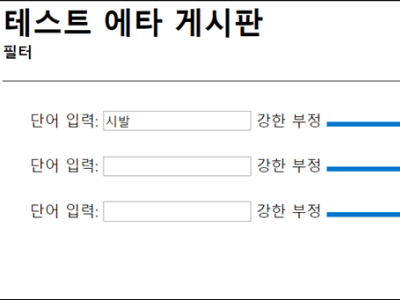 테스트 에타 게시판
필터
단어 입력: 시발 강한 부정
단어 입력: 강한 부정
단어 입력: 강한 부정